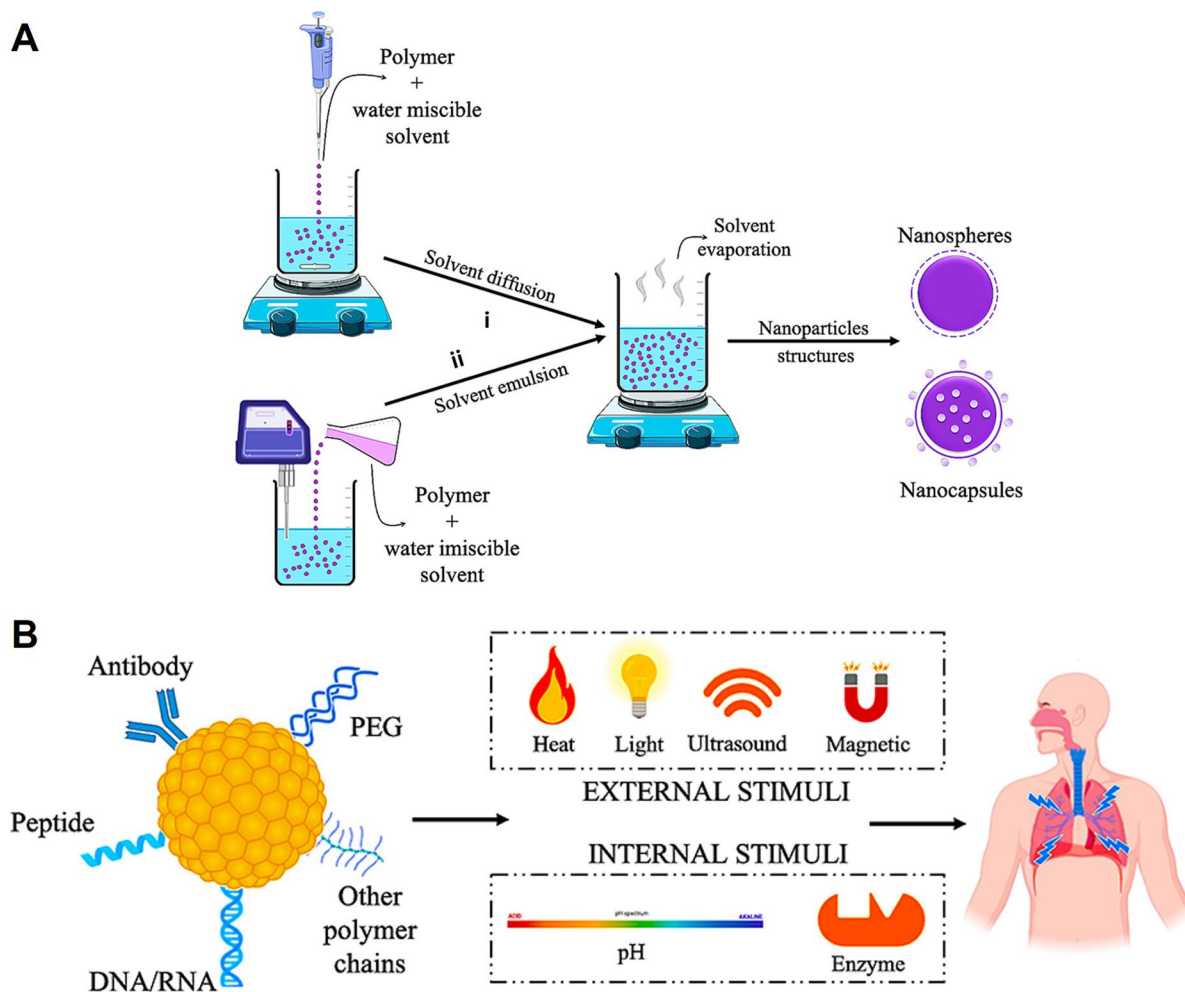 A
Polymer
+
water miscible
solvent
Solvent diffusion
i
ii
Solvent emulsion
Polymer
+
water imiscible
solvent
Solvent
evaporation
Nanoparticles
structures
Nanospheres
Nanocapsules
B
Antibody
PEG
Peptide
DNA/RNA
Other
polymer
chains
Heat
Light
Ultrasound
Magnetic
EXTERNAL STIMULI
INTERNAL STIMULI
ACID
pH spectrum
AKALINE
pH
Enzyme